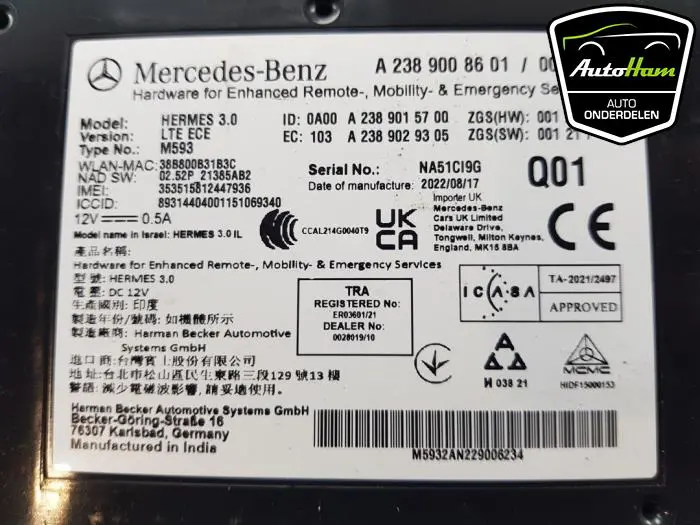 AutoHam
AUTO
ONDERDELEN
Mercedes-Benz A 238 900 86 01 / 00
Hardware for Enhanced Remote-, Mobility- & Emergency
Model: HERMES 3.0 ID: 0A00 A 238 901 57 00 ZGS(HW): 001
Version: LTE ECE EC: 103 A 238 902 93 05 ZGS(SW): 001 21
Type No.: M593
WLAN-MAC: 38B800B31B3C
NAD SW: 02.52P 21385AB2
IMEI: 353515812447936
ICCID: 89314404001151069340
12V 0.5A
Serial No.: NA51CI9G Q01
Date of manufacture: 2022/08/17
Importer UK
Mercedes-Benz
Cars UK Limited
Delaware Drive,
Tongwell, Milton Keynes,
England, MK15 8BA
UK
CA
CE
CCAL214G0040T9
Model name in Israel: HERMES 3.0 IL
產品名稱:
Hardware for Enhanced Remote-, Mobility- & Emergency Services
型號: HERMES 3.0
電壓: DC 12V
生產國別: 印度
製造年份/號碼: 如機體所示
製造廠商: Harman Becker Automotive
Systems GmbH
進口商: 台灣賓士股份有限公司
地址: 台北市松山區民生東路三段129號13樓
警語: 減少電磁波影響, 請妥適使用.
TRA
REGISTERED No:
ER03601/21
DEALER No:
0028019/10
ICASA
TA-2021/2497
APPROVED
H 038 21
MCMC
HIDF15000153
Harman Becker Automotive Systems GmbH
Becker-Göring-Straße 16
76307 Karlsbad, Germany
Manufactured in India
M5932AN229006234